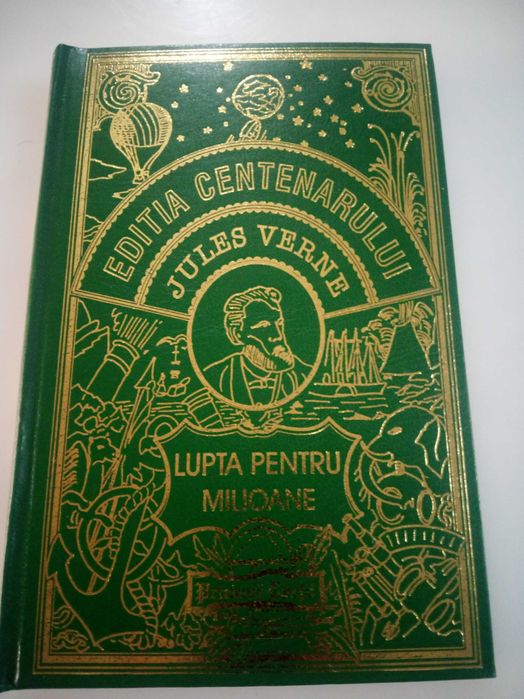 EDITIA CENTENARULUI
JULES VERNE
LUPTA PENTRU
MILIOANE